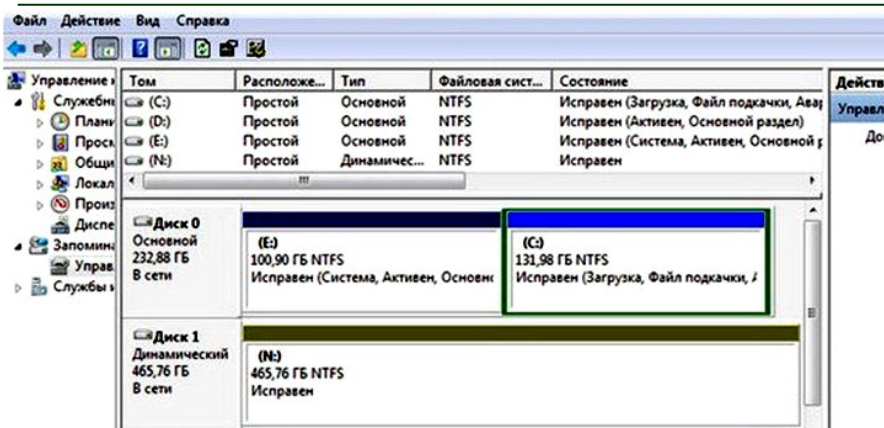 Файл Действие Вид Справка
Управление
Том Расположе... Тип Файловая сист... Состояние
Действ
(C:) Простой Основной NTFS Исправен (Загрузка, Файл подкачки, Авар
(D:) Простой Основной NTFS Исправен (Активен, Основной раздел)
(E:) Простой Основной NTFS Исправен (Система, Активен, Основной р
(N:) Простой Динамичес... NTFS Исправен
Управл
До
Служебн
Плани
Просм
Общи
Локал
Произ
Диспе
Запомина
Управ
Службы и
Диск 0
Основной
232,88 ГБ
В сети
(E:)
100,90 ГБ NTFS
Исправен (Система, Активен, Основно
(C:)
131,98 ГБ NTFS
Исправен (Загрузка, Файл подкачки, А
Диск 1
Динамический
465,76 ГБ
В сети
(N:)
465,76 ГБ NTFS
Исправен